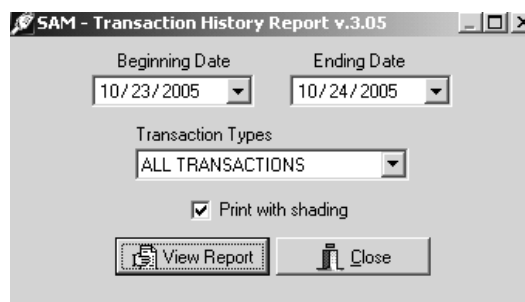 SAM - Transaction History Report v.3.05
Beginning Date Ending Date
10/23/2005 10/24/2005
Transaction Types
ALL TRANSACTIONS
Print with shading
View Report Close